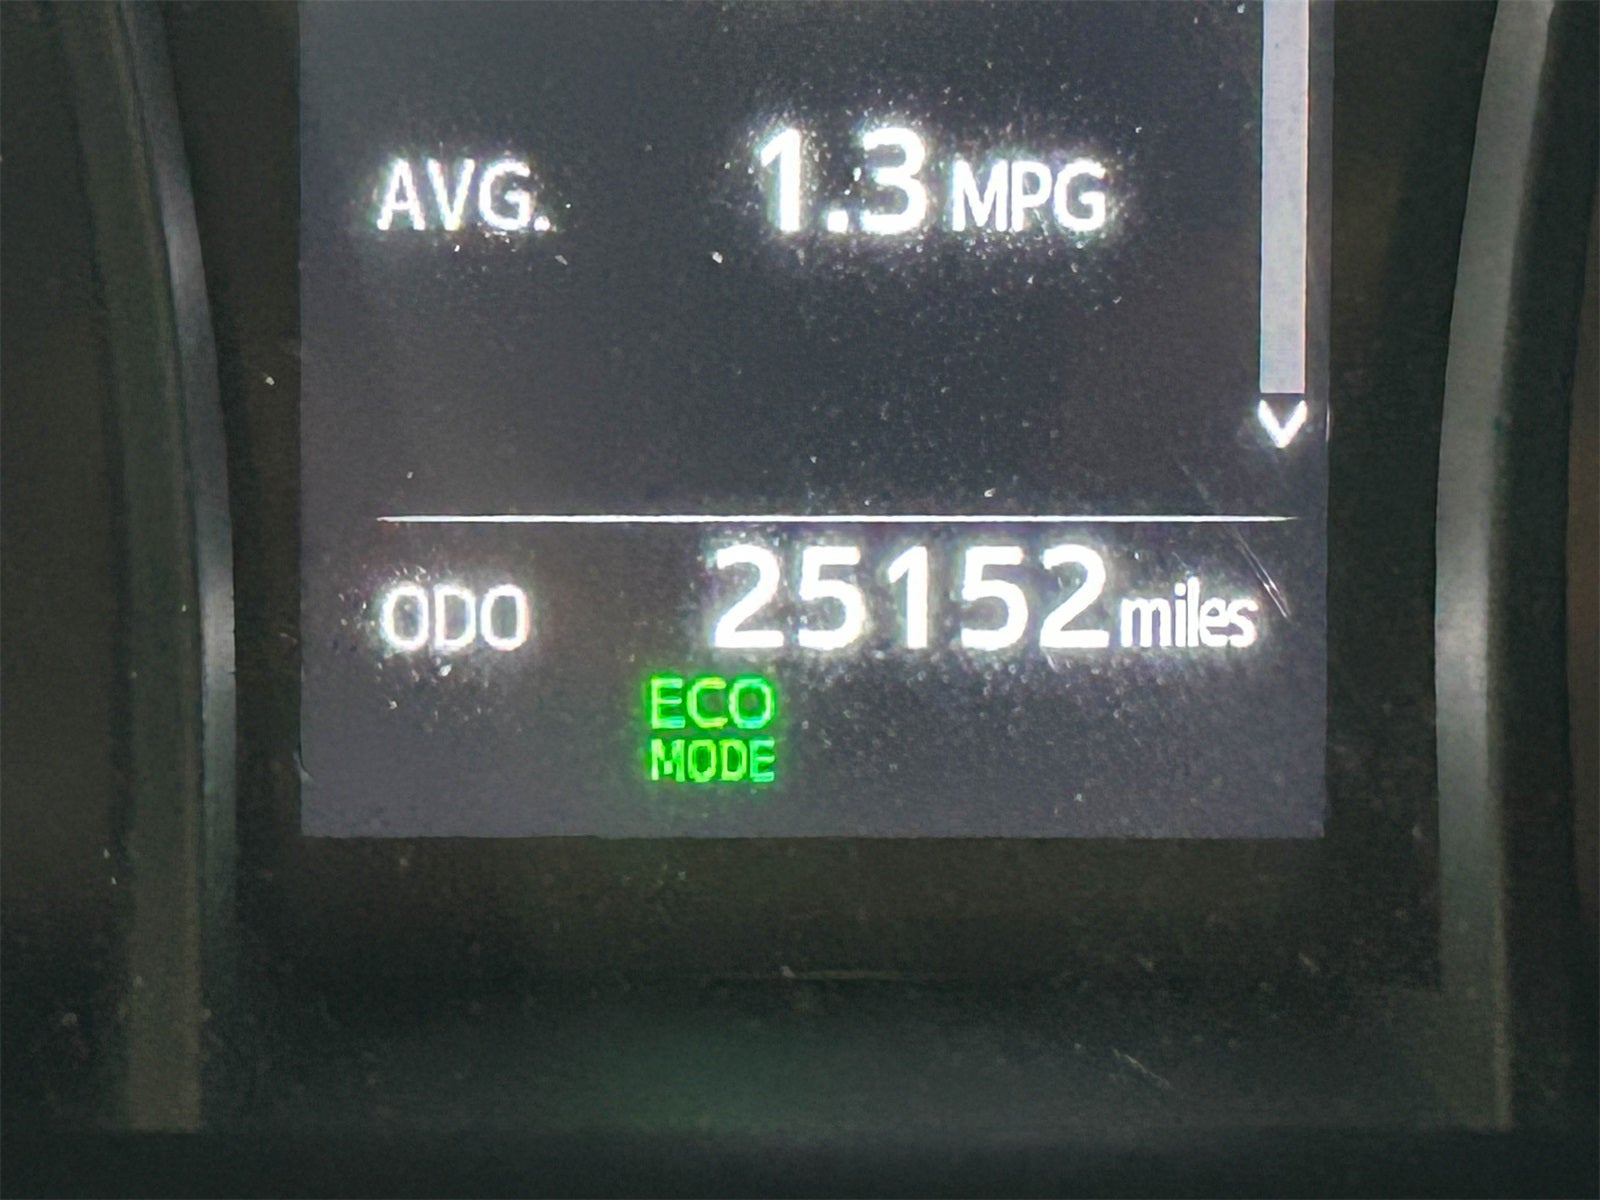 AVG. 1.3 MPG
ODO 25152 miles
ECO
MODE